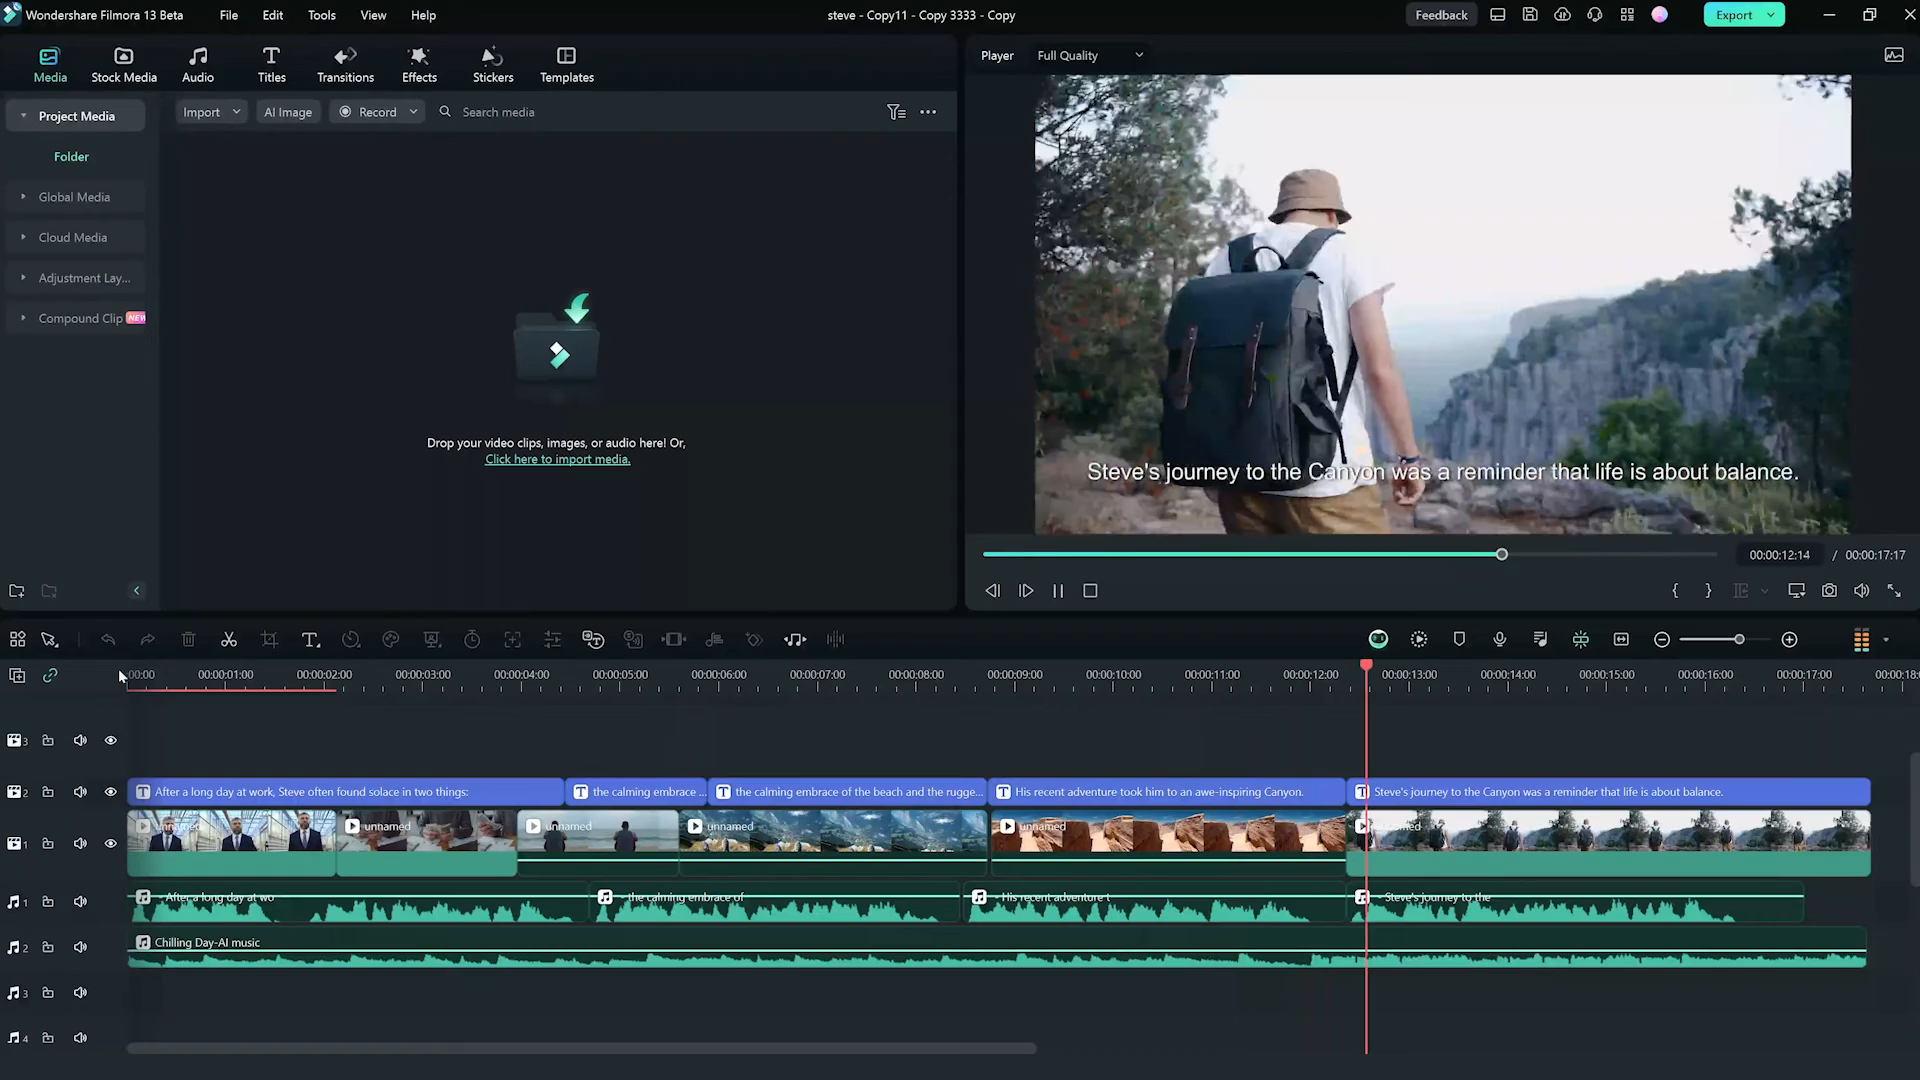 Wondershare Filmora 13 Beta
File
Edit
Tools
View
Help
steve - Copy11 - Copy 3333 - Copy
Feedback
Export
Media
Stock Media
Audio
Titles
Transitions
Effects
Stickers
Templates
Player
Full Quality
Project Media
Import
AI Image
Record
Search media
Folder
Global Media
Cloud Media
Adjustment Lay...
Compound Clip NEW
Drop your video clips, images, or audio here! Or,
Click here to import media.
Steve's journey to the Canyon was a reminder that life is about balance.
00:00:12:14 / 00:00:17:17
:00:00
00:00:01:00
00:00:02:00
00:00:03:00
00:00:04:00
00:00:05:00
00:00:06:00
00:00:07:00
00:00:08:00
00:00:09:00
00:00:10:00
00:00:11:00
00:00:12:00
00:00:13:00
00:00:14:00
00:00:15:00
00:00:16:00
00:00:17:00
00:00:18:0
3
2
After a long day at work, Steve often found solace in two things:
the calming embrace ...
the calming embrace of the beach and the rugge...
His recent adventure took him to an awe-inspiring Canyon.
Steve's journey to the Canyon was a reminder that life is about balance.
1
unnamed
unnamed
unnamed
unnamed
unnamed
1
- After a long day at wo
- the calming embrace of
- His recent adventure t
- Steve's journey to the
2
Chilling Day-AI music
3
4